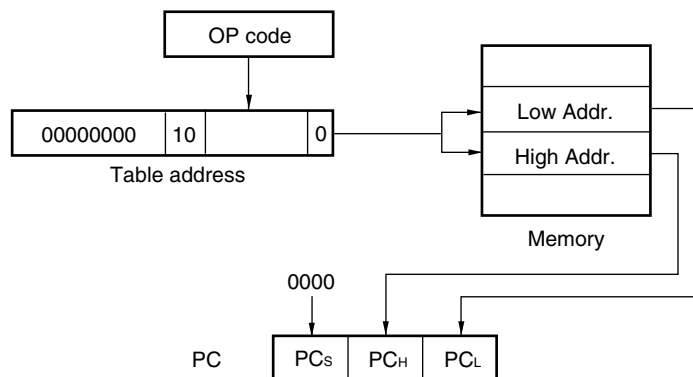 OP code
00000000 10 0
Low Addr.
High Addr.
Table address
Memory
0000
PC PCS PCH PCL